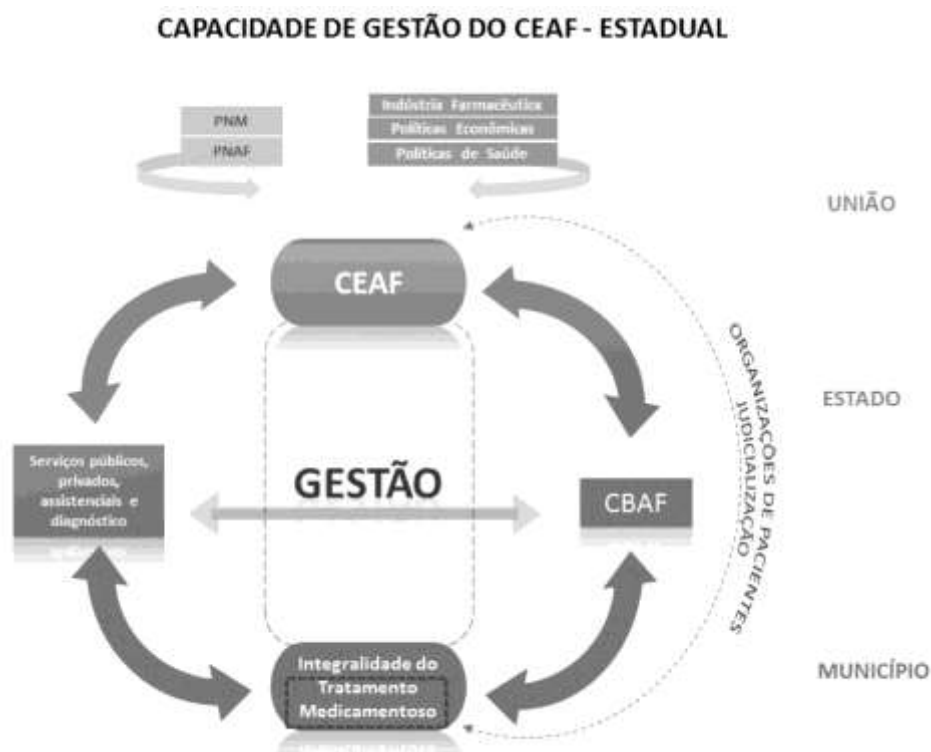 CAPACIDADE DE GESTÃO DO CEAF - ESTADUAL
PNM
PNAF
Indústria Farmacêutica
Políticas Econômicas
Políticas de Saúde
UNIÃO
CEAF
ORGANIZAÇÕES DE PACIENTES
JUDICIALIZAÇÃO
ESTADO
Serviços públicos,
privados,
assistenciais e
diagnóstico
GESTÃO
CBAF
Integralidade do
Tratamento
Medicamentoso
MUNICÍPIO